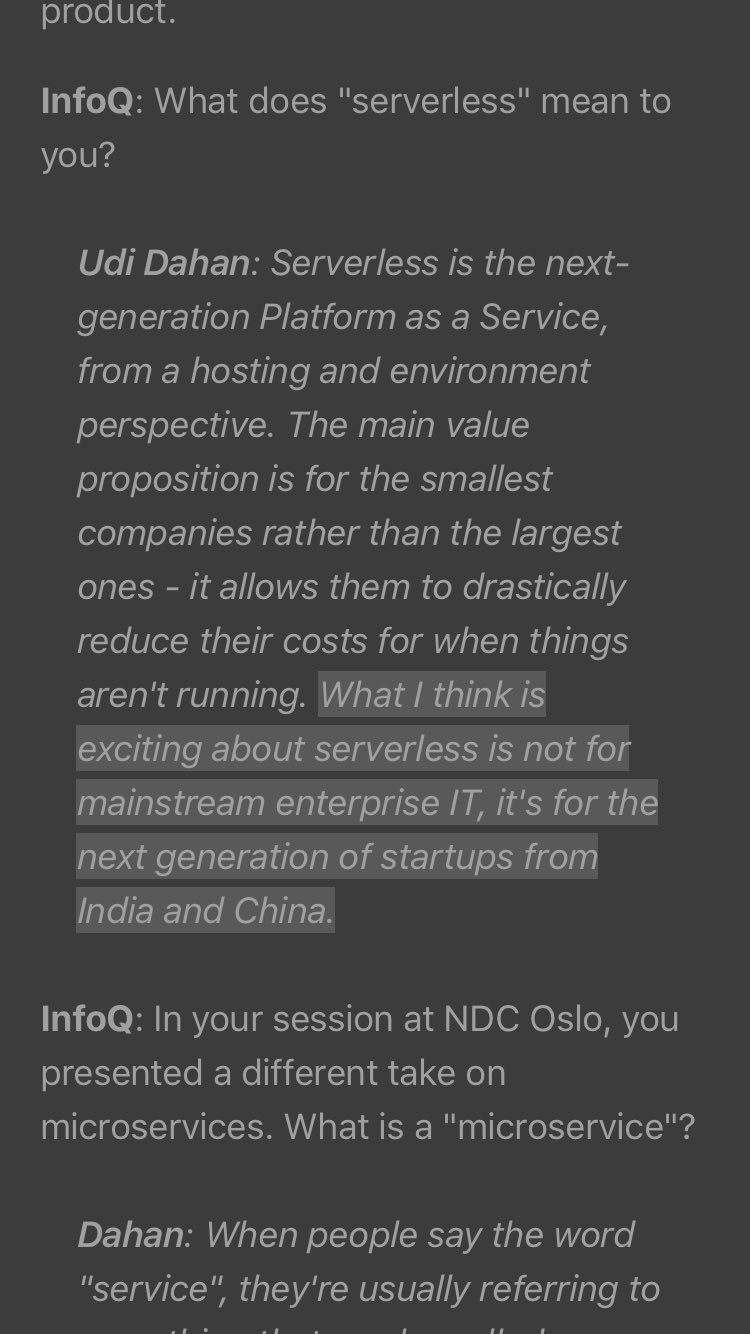 product.
InfoQ: What does "serverless" mean to
you?
Udi Dahan: Serverless is the next-
generation Platform as a Service,
from a hosting and environment
perspective. The main value
proposition is for the smallest
companies rather than the largest
ones - it allows them to drastically
reduce their costs for when things
aren't running. What I think is
exciting about serverless is not for
mainstream enterprise IT, it's for the
next generation of startups from
India and China.
InfoQ: In your session at NDC Oslo, you
presented a different take on
microservices. What is a "microservice"?
Dahan: When people say the word
"service", they're usually referring to